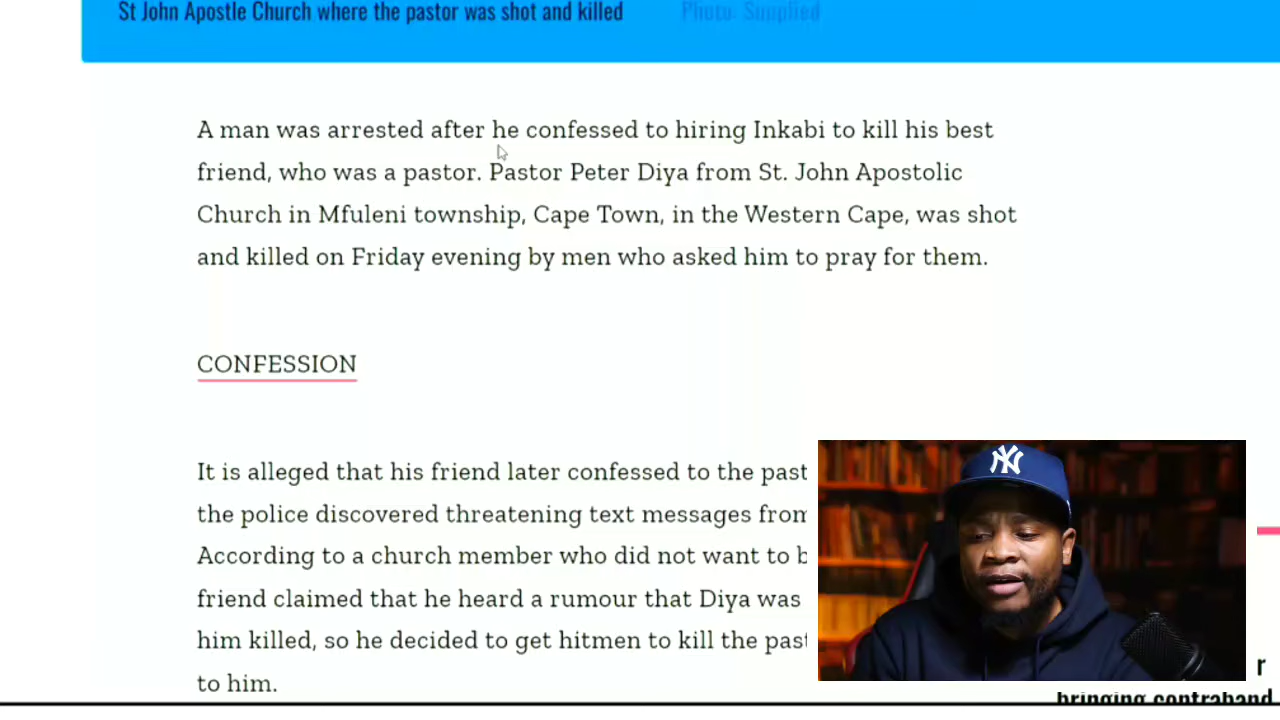 St John Apostle Church where the pastor was shot and killed Photo: Supplied
A man was arrested after he confessed to hiring Inkabi to kill his best
friend, who was a pastor. Pastor Peter Diya from St. John Apostolic
Church in Mfuleni township, Cape Town, in the Western Cape, was shot
and killed on Friday evening by men who asked him to pray for them.
CONFESSION
It is alleged that his friend later confessed to the past
the police discovered threatening text messages from
According to a church member who did not want to b
friend claimed that he heard a rumour that Diya was
him killed, so he decided to get hitmen to kill the past
to him.
NY
r
bringing contraband